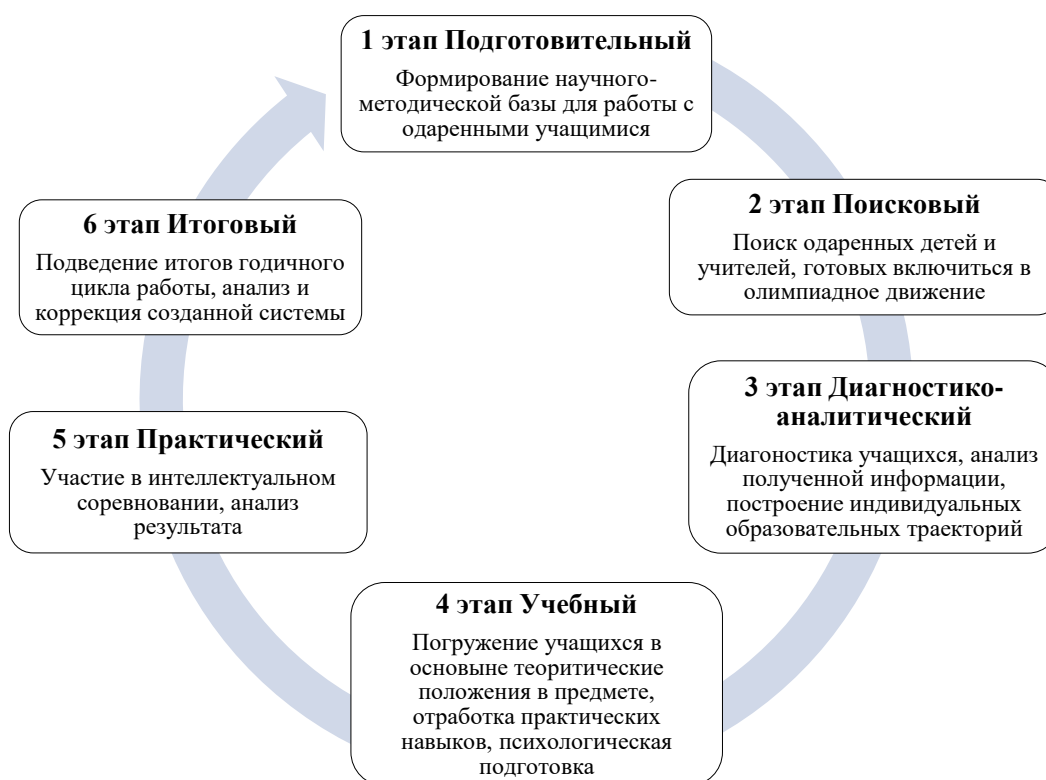 1 этап Подготовительный
Формирование научного-
методической базы для работы с
одаренными учащимися
2 этап Поисковый
Поиск одаренных детей и
учителей, готовых включиться в
олимпиадное движение
3 этап Диагностико-
аналитический
Диагоностика учащихся, анализ
полученной информации,
построение индивидуальных
образовательных траекторий
4 этап Учебный
Погружение учащихся в
основыне теоритические
положения в предмете,
отработка практических
навыков, психологическая
подготовка
5 этап Практический
Участие в интеллектуальном
соревновании, анализ
результата
6 этап Итоговый
Подведение итогов годичного
цикла работы, анализ и
коррекция созданной системы